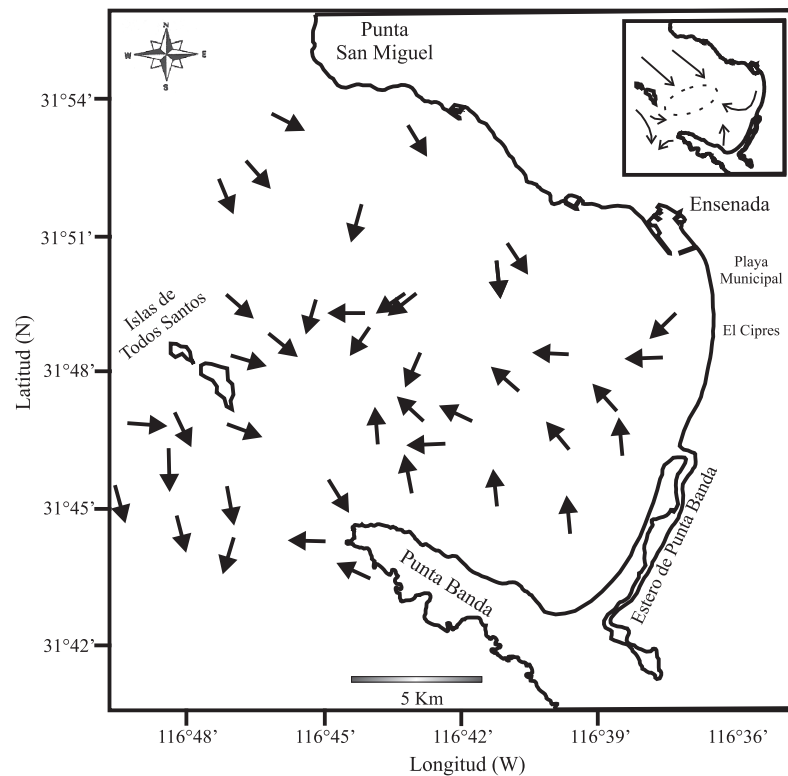 Punta
San Miguel
N
W E
S
31°54’
31°51’
31°48’
31°45’
31°42’
Latitud (N)
Ensenada
Playa
Municipal
El Cipres
Islas de
Todos Santos
Punta Banda
Estero de Punta Banda
5 Km
116°48’
116°45’
116°42’
116°39’
116°36’
Longitud (W)